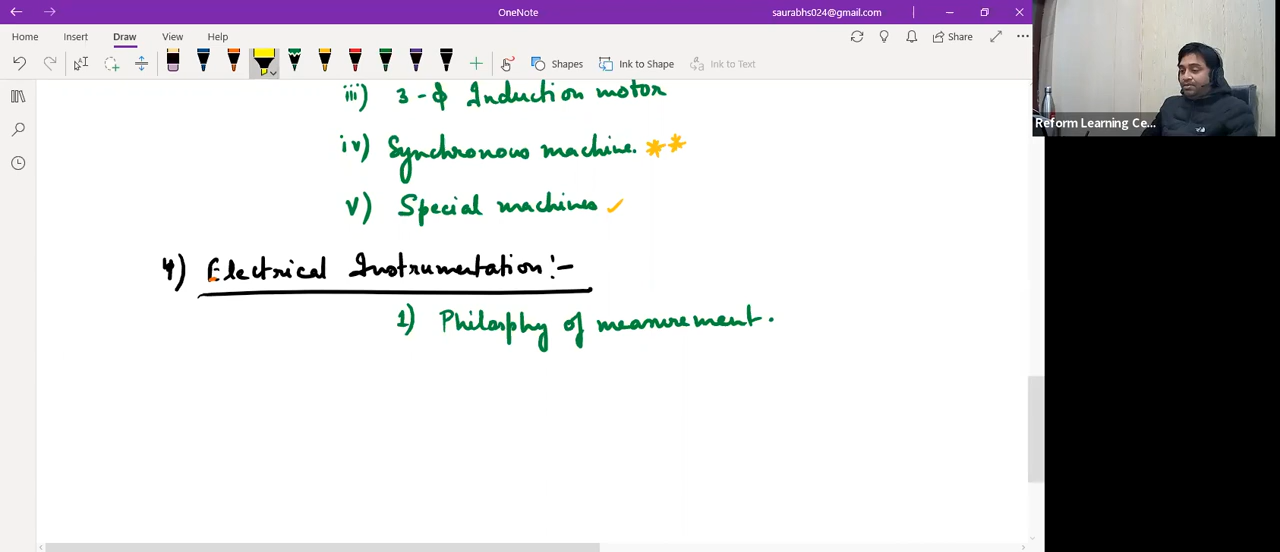 OneNote
saurabhs024@gmail.com
Home Insert Draw View Help
Share
Shapes Ink to Shape Ink to Text
iii) 3-ϕ Induction motor
iv) Synchronous machine. **
v) Special machines ✓
4) Electrical Instrumentation:-
1) Philosphy of measurement.
Reform Learning Ce...